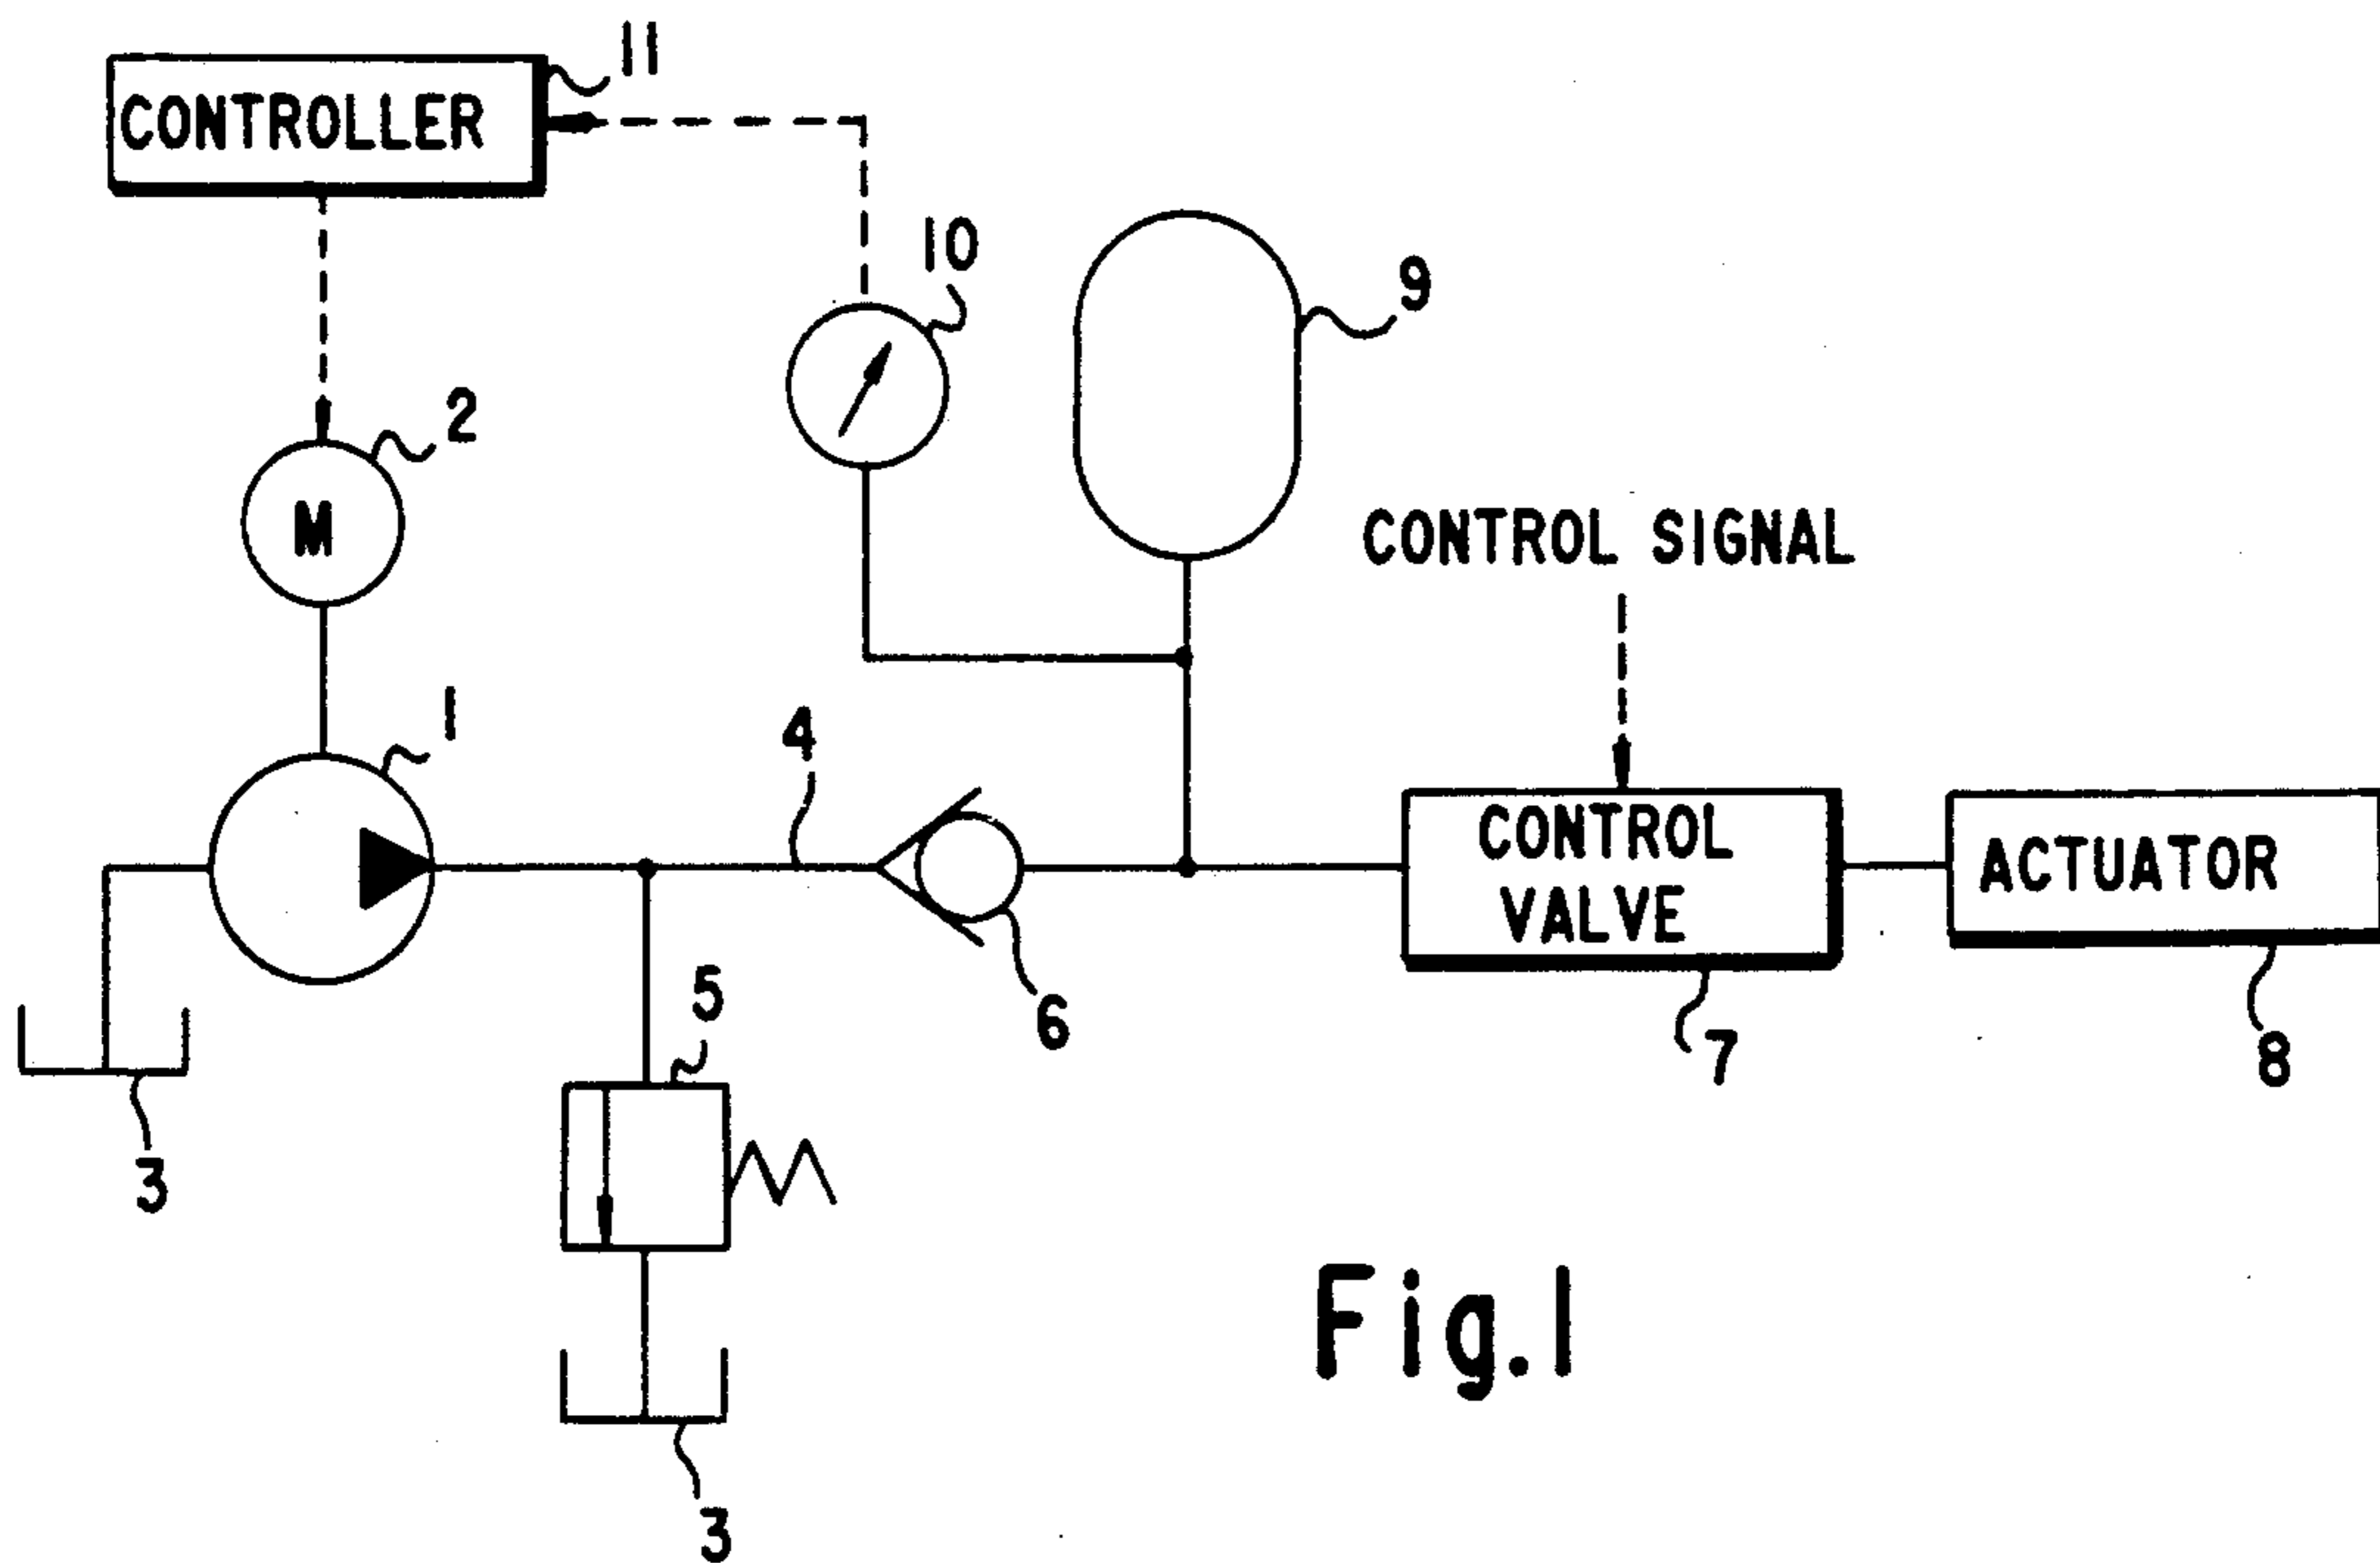 11
CONTROLLER
10
9
2
M
CONTROL SIGNAL
1
4
CONTROL
VALVE
ACTUATOR
5
6
7
8
3
Fig.1
3